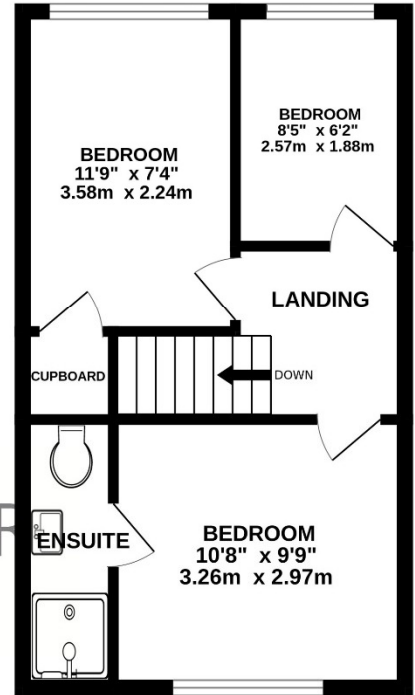 BEDROOM
11'9" x 7'4"
3.58m x 2.24m
BEDROOM
8'5" x 6'2"
2.57m x 1.88m
LANDING
CUPBOARD
DOWN
R
ENSUITE
BEDROOM
10'8" x 9'9"
3.26m x 2.97m